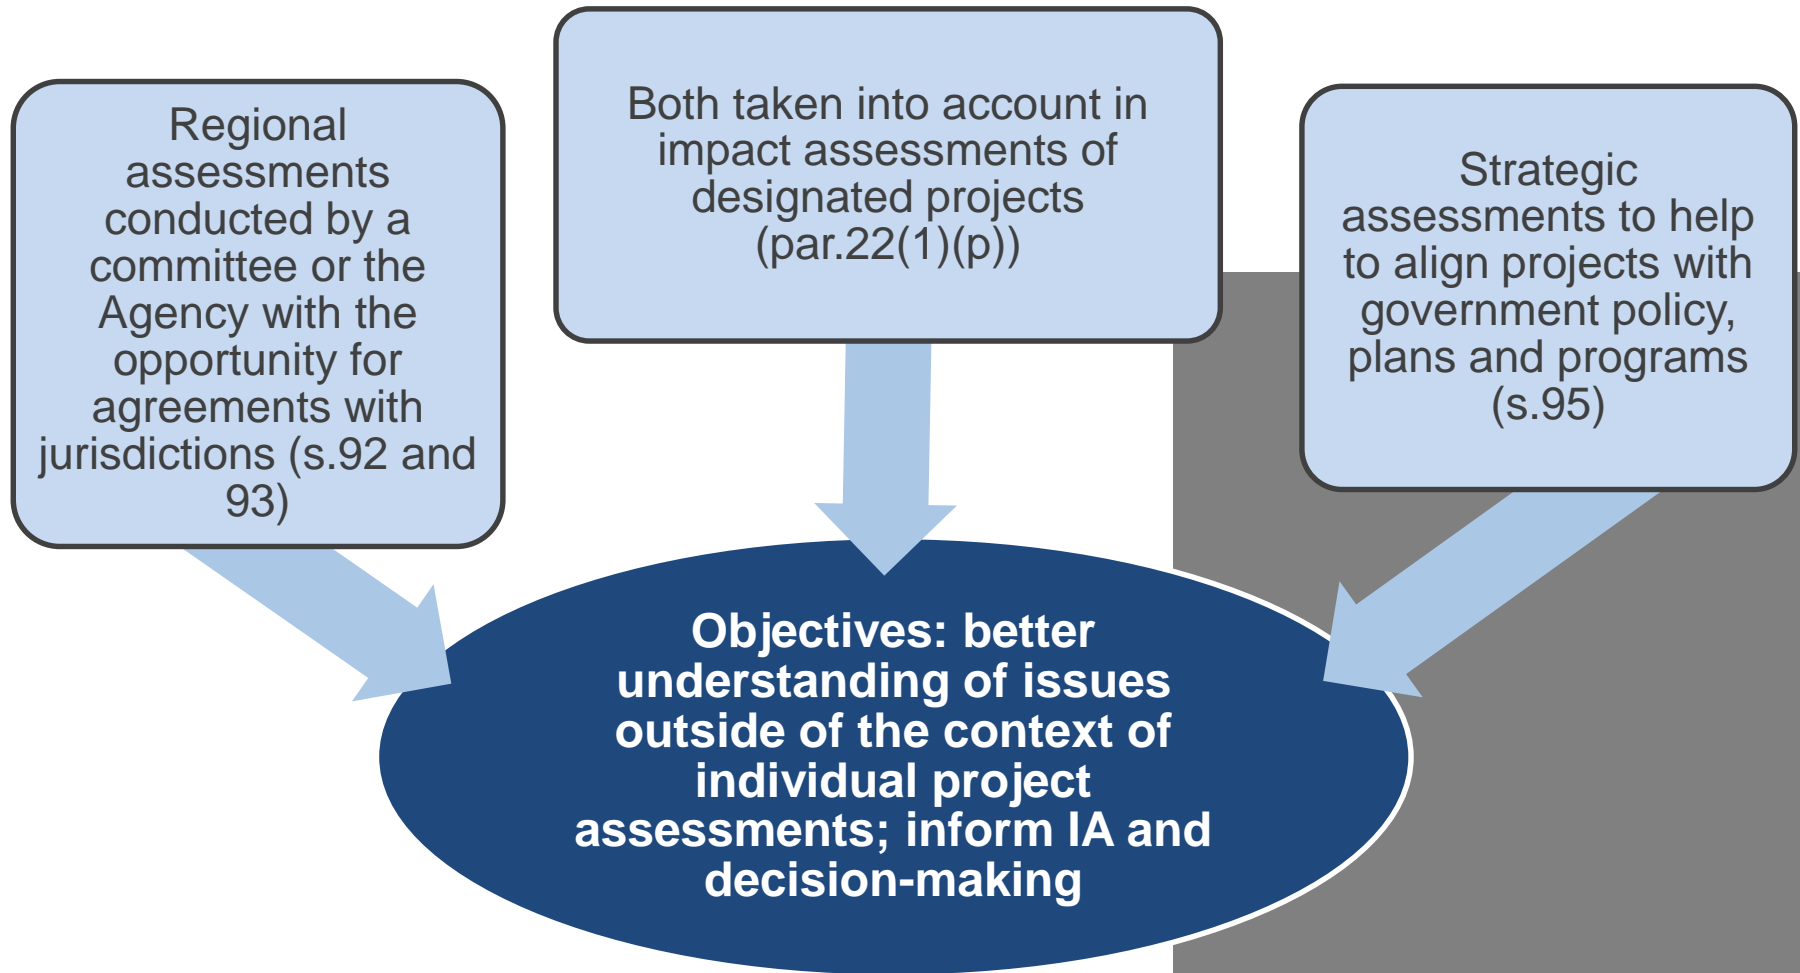 Regional
assessments
conducted by a
committee or the
Agency with the
opportunity for
agreements with
jurisdictions (s.92 and
93)
Both taken into account in
impact assessments of
designated projects
(par.22(1)(p))
Strategic
assessments to help
to align projects with
government policy,
plans and programs
(s.95)
Objectives: better
understanding of issues
outside of the context of
individual project
assessments; inform IA and
decision-making